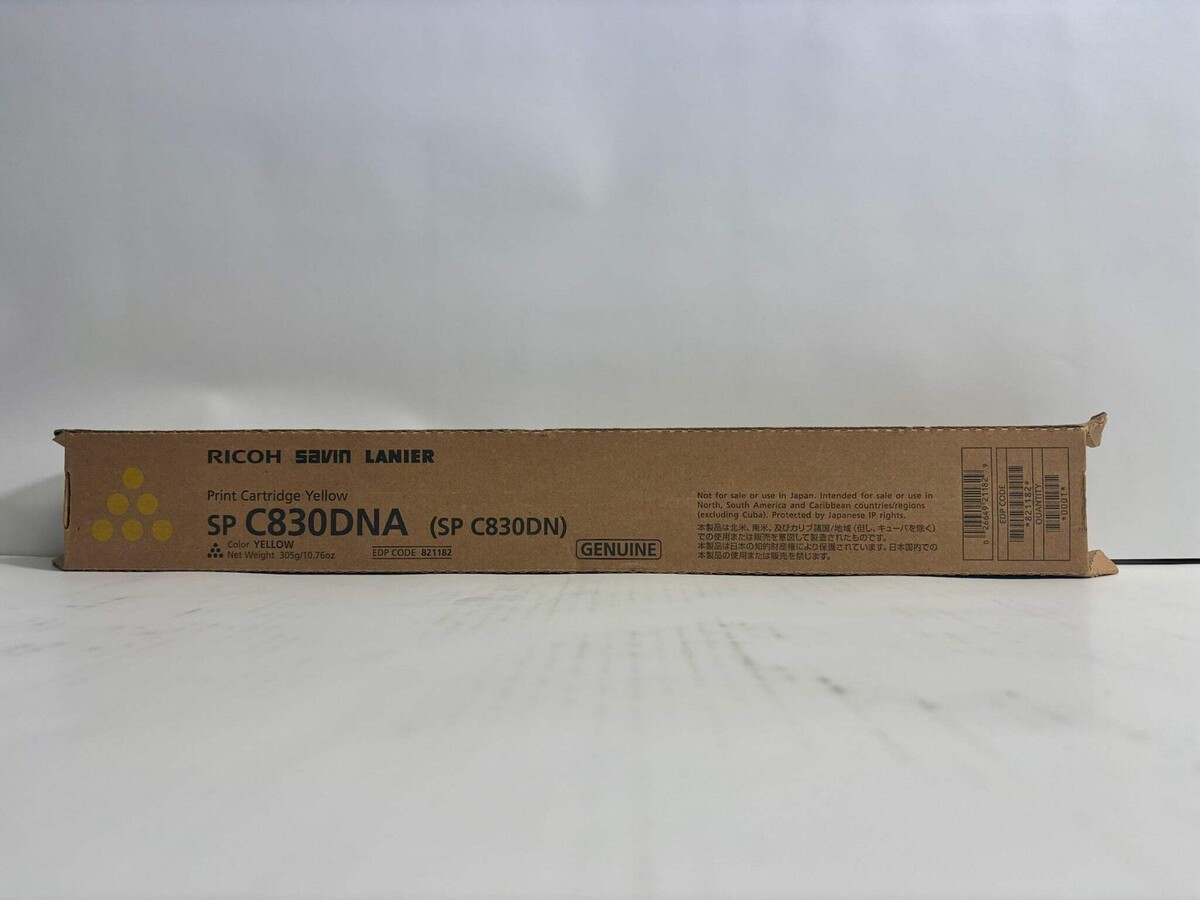 RICOH savin LANIER
Print Cartridge Yellow
SP C830DNA (SP C830DN)
Color YELLOW
Net Weight 305g/10.76oz
EDP CODE 821182
GENUINE
Not for sale or use in Japan. Intended for sale or use in
North, South America and Caribbean countries/regions
(excluding Cuba). Protected by Japanese IP rights.
本製品は北米、南米、及びカリブ諸国/地域（但し、キューバを除く）
での使用または販売を意図して製造されたものです。
本製品は日本の知的財産権により保護されています。日本国内での
本製品の使用または販売を禁じます。
0 26649 21182 9
EDP CODE
*821182*
QUANTITY
*0001*